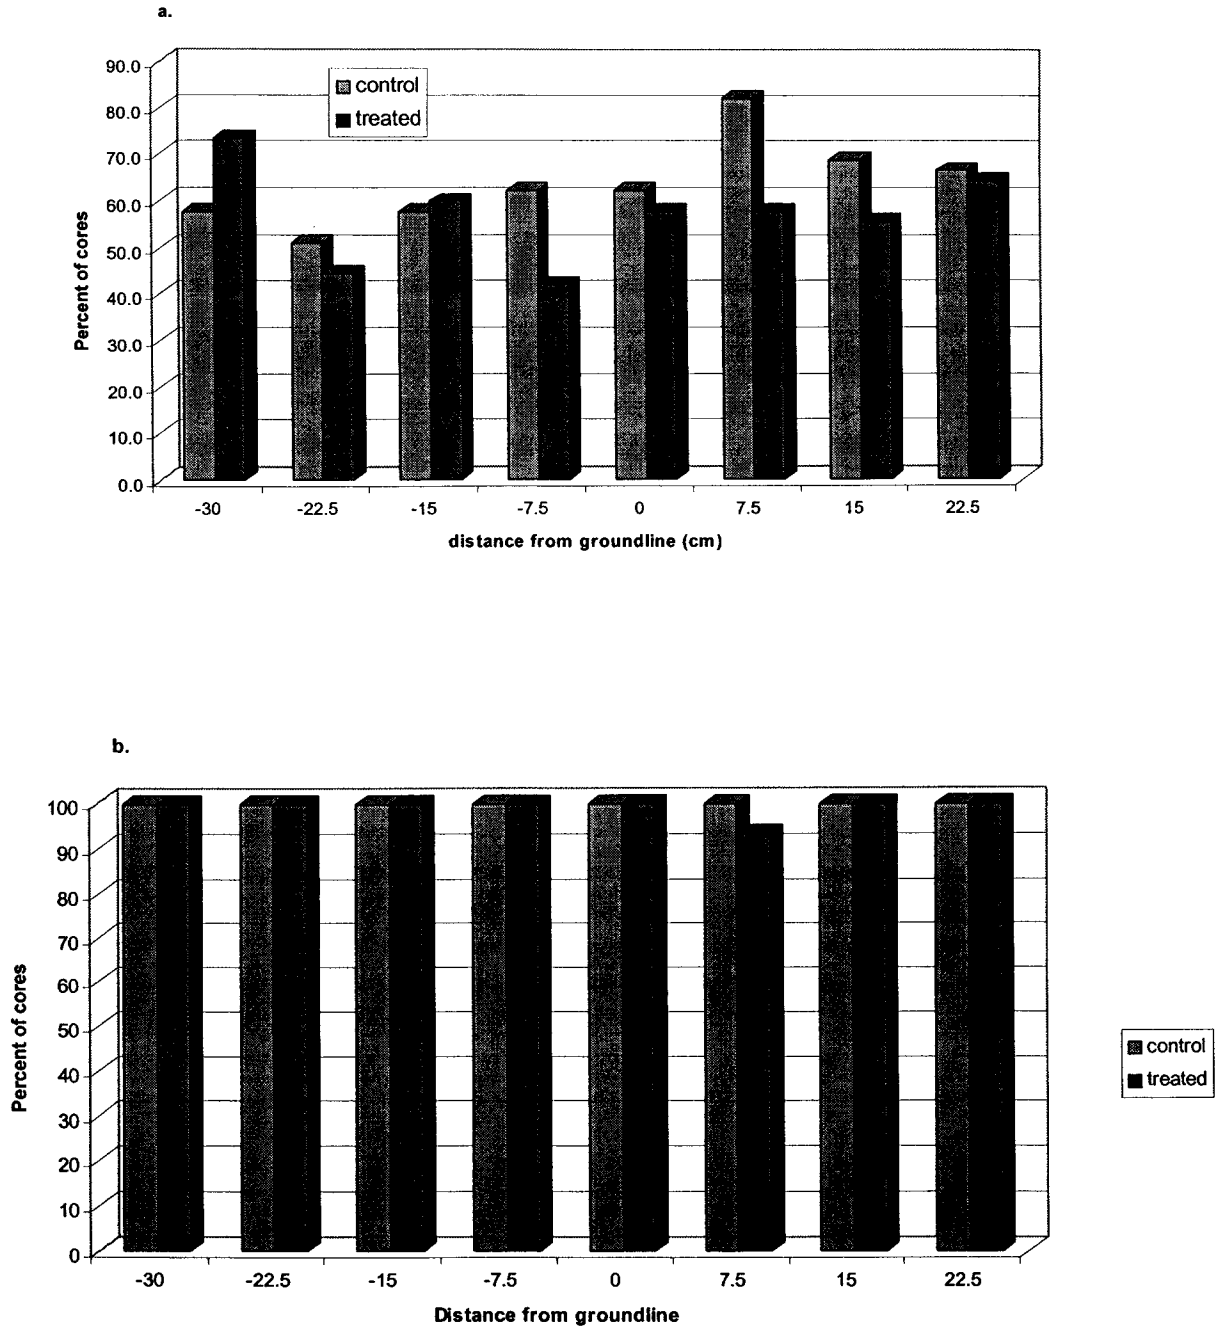 a.
90.0
80.0
70.0
60.0
50.0
40.0
30.0
20.0
10.0
0.0
Percent of cores
control
treated
-30 -22.5 -15 -7.5 0 7.5 15 22.5
distance from groundline (cm)
b.
100
90
80
70
60
50
40
30
20
10
0
Percent of cores
control
treated
-30 -22.5 -15 -7.5 0 7.5 15 22.5
Distance from groundline